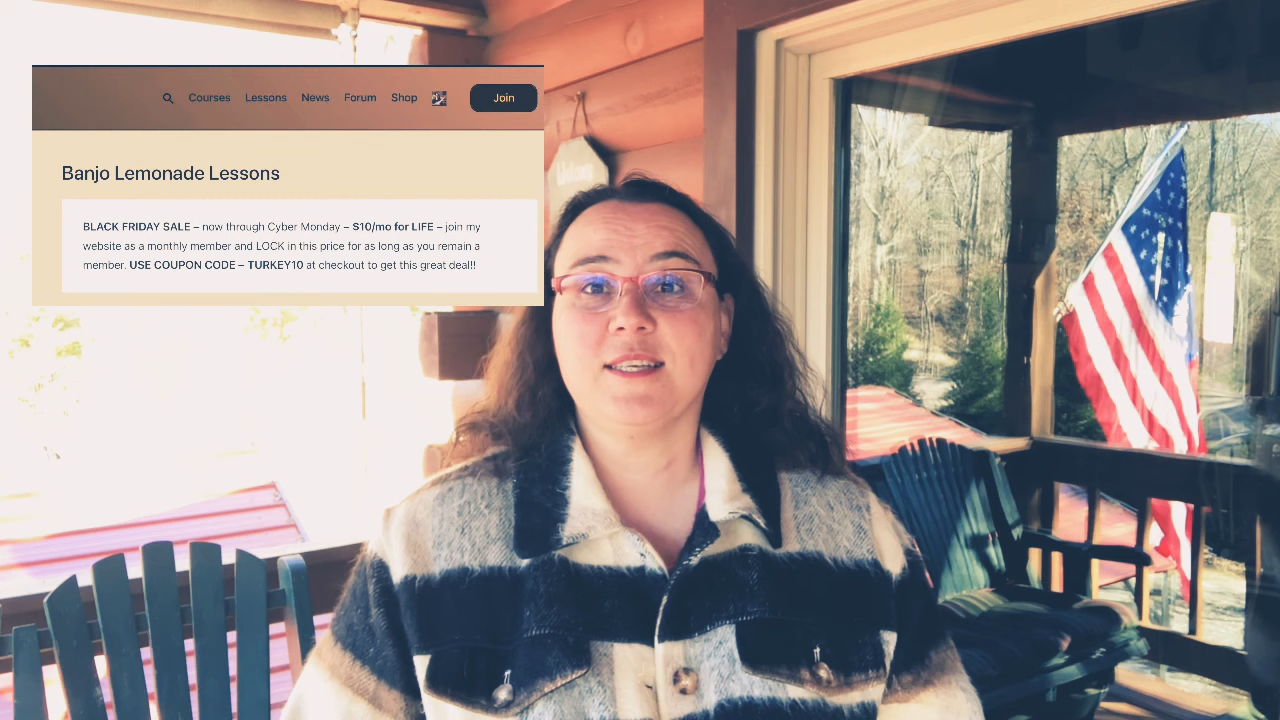 Courses Lessons News Forum Shop Join
Banjo Lemonade Lessons
BLACK FRIDAY SALE – now through Cyber Monday – $10/mo for LIFE – join my
website as a monthly member and LOCK in this price for as long as you remain a
member. USE COUPON CODE – TURKEY10 at checkout to get this great deal!!